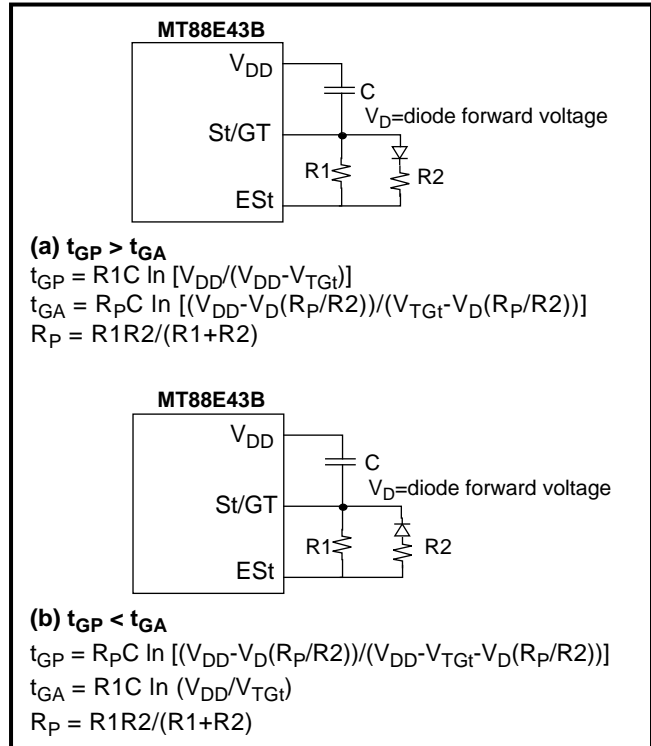 MT88E43B
VDD
C
VD=diode forward voltage
St/GT
R1
R2
ESt
(a) tGP > tGA
tGP = R1C ln [VDD/(VDD-VTGt)]
tGA = RPC ln [(VDD-VD(RP/R2))/(VTGt-VD(RP/R2))]
RP = R1R2/(R1+R2)
MT88E43B
VDD
C
VD=diode forward voltage
St/GT
R1
R2
ESt
(b) tGP < tGA
tGP = RPC ln [(VDD-VD(RP/R2))/(VDD-VTGt-VD(RP/R2))]
tGA = R1C ln (VDD/VTGt)
RP = R1R2/(R1+R2)